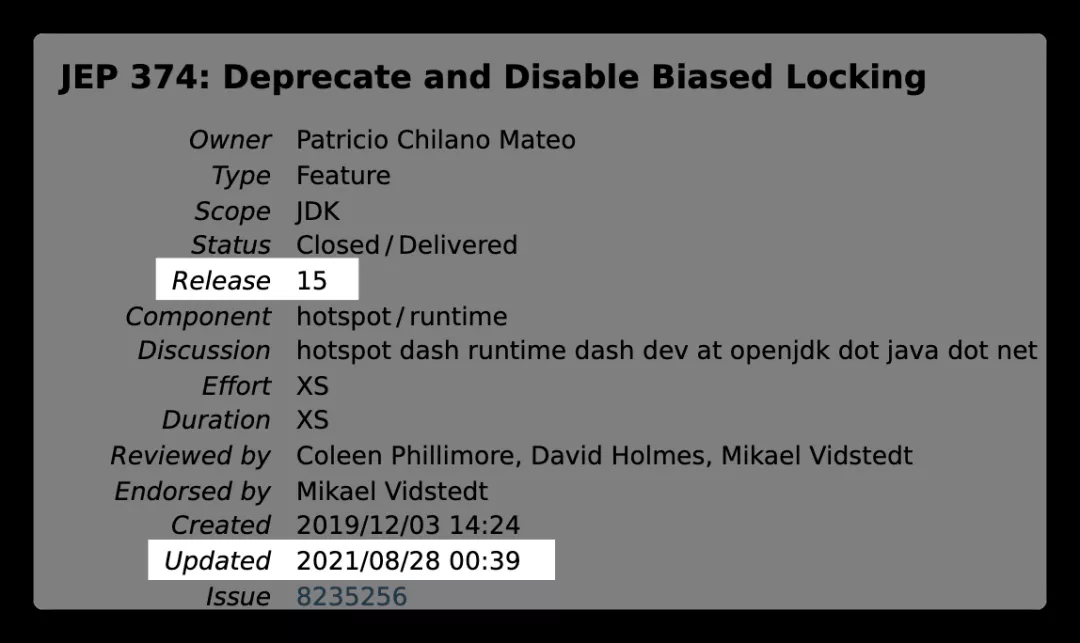 JEP 374: Deprecate and Disable Biased Locking
Owner Patricio Chilano Mateo
Type Feature
Scope JDK
Status Closed / Delivered
Release 15
Component hotspot / runtime
Discussion hotspot dash runtime dash dev at openjdk dot java dot net
Effort XS
Duration XS
Reviewed by Coleen Phillimore, David Holmes, Mikael Vidstedt
Endorsed by Mikael Vidstedt
Created 2019/12/03 14:24
Updated 2021/08/28 00:39
Issue 8235256